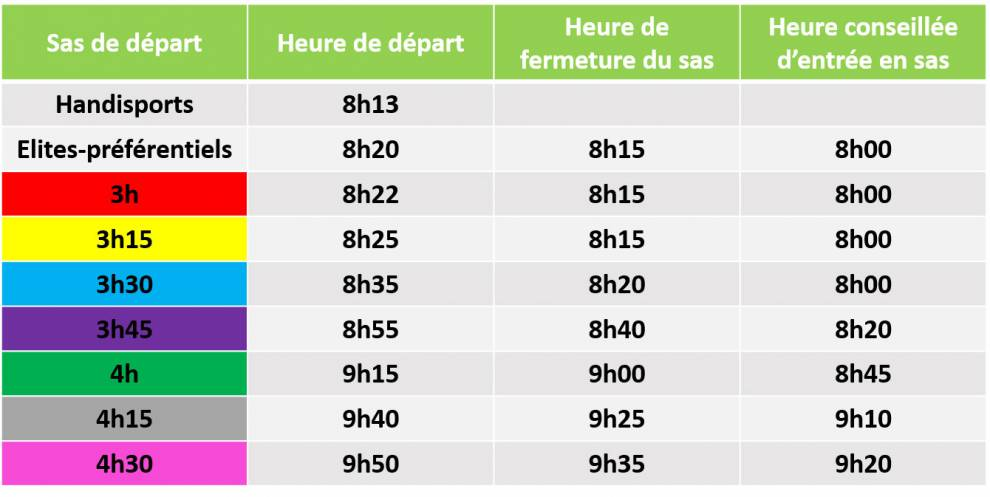 Sas de départ Heure de départ Heure de fermeture du sas Heure conseillée d'entrée en sas
Handisports 8h13
Elites-préférentiels 8h20 8h15 8h00
3h 8h22 8h15 8h00
3h15 8h25 8h15 8h00
3h30 8h35 8h20 8h00
3h45 8h55 8h40 8h20
4h 9h15 9h00 8h45
4h15 9h40 9h25 9h10
4h30 9h50 9h35 9h20